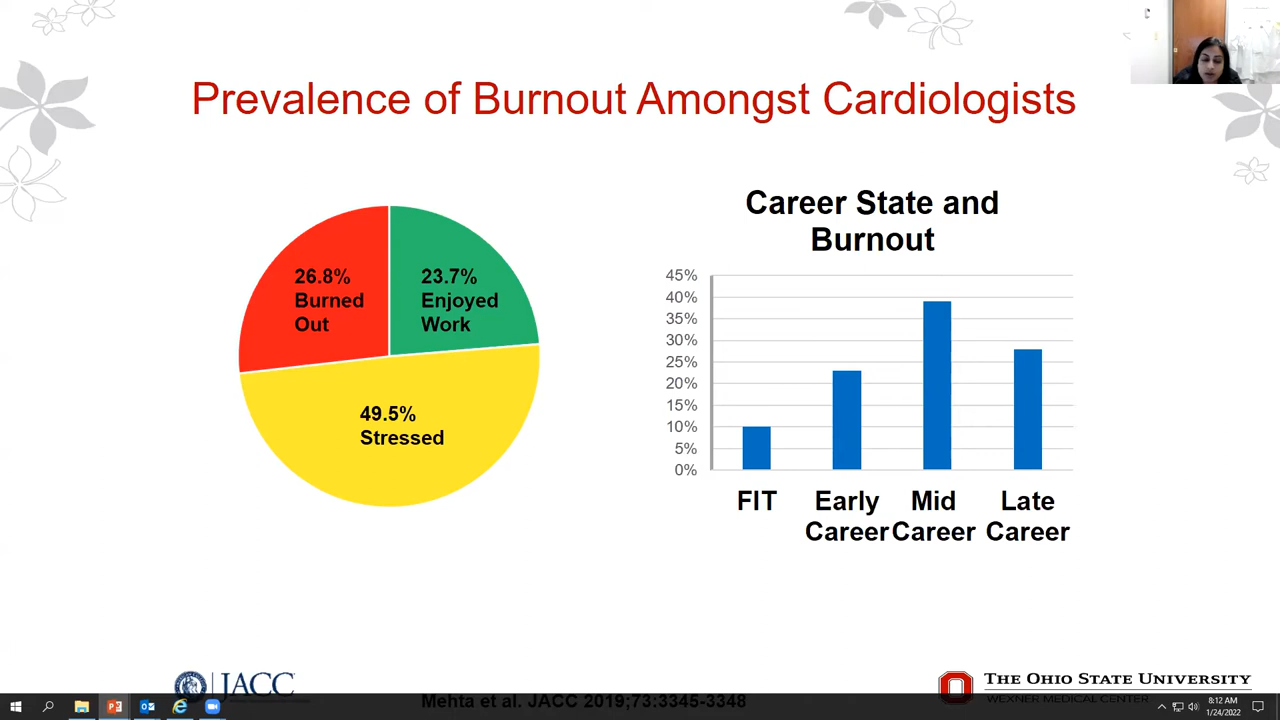 Prevalence of Burnout Amongst Cardiologists
26.8%
Burned
Out
23.7%
Enjoyed
Work
49.5%
Stressed
Career State and
Burnout
45%
40%
35%
30%
25%
20%
15%
10%
5%
0%
FIT
Early
Career
Mid
Career
Late
Career
JACC
Mehta et al. JACC 2019;73:3345-3348
THE OHIO STATE UNIVERSITY
WEXNER MEDICAL CENTER
8:12 AM
1/24/2022